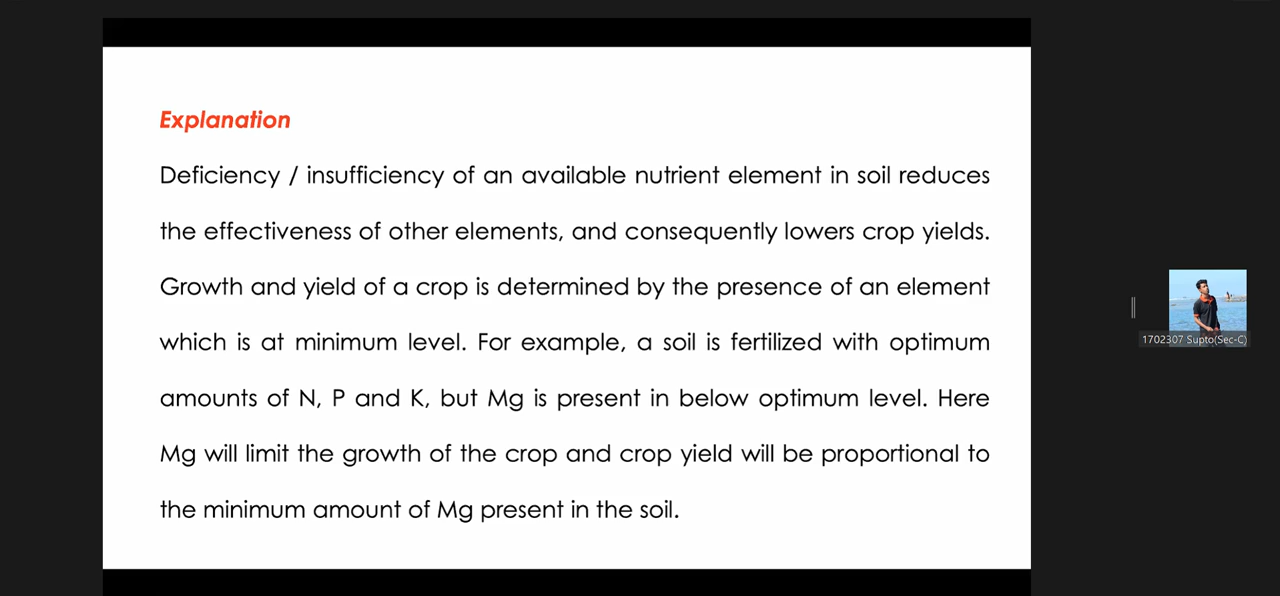 Explanation
Deficiency / insufficiency of an available nutrient element in soil reduces
the effectiveness of other elements, and consequently lowers crop yields.
Growth and yield of a crop is determined by the presence of an element
which is at minimum level. For example, a soil is fertilized with optimum
amounts of N, P and K, but Mg is present in below optimum level. Here
Mg will limit the growth of the crop and crop yield will be proportional to
the minimum amount of Mg present in the soil.
1702307 Supto(Sec-C)